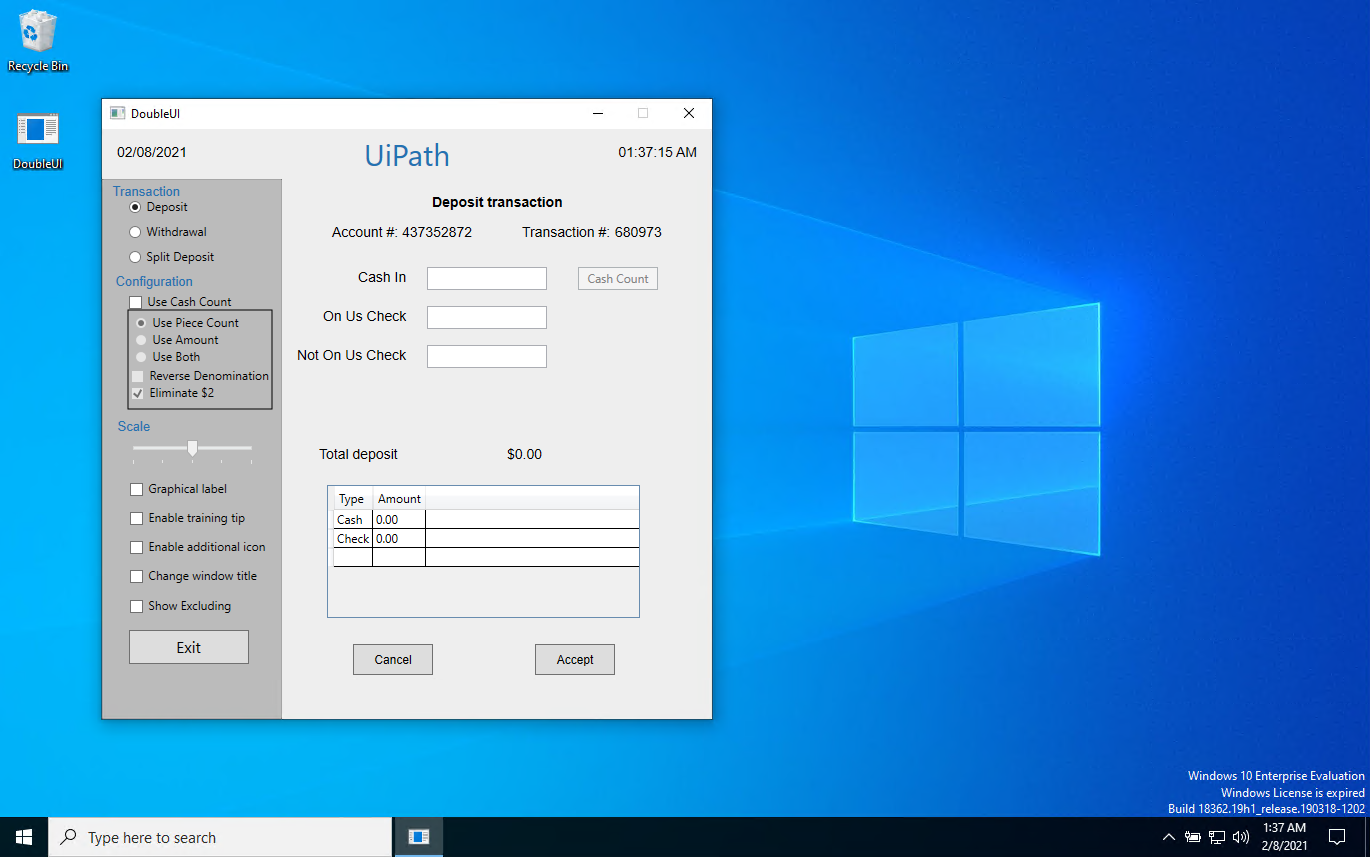 Recycle Bin
DoubleUI
DoubleUI
02/08/2021
UiPath
01:37:15 AM
Transaction
Deposit
Withdrawal
Split Deposit
Configuration
Use Cash Count
Use Piece Count
Use Amount
Use Both
Reverse Denomination
Eliminate $2
Scale
Graphical label
Enable training tip
Enable additional icon
Change window title
Show Excluding
Exit
Deposit transaction
Account #: 437352872 Transaction #: 680973
Cash In Cash Count
On Us Check
Not On Us Check
Total deposit $0.00
Type Amount
Cash 0.00
Check 0.00
Cancel Accept
Windows 10 Enterprise Evaluation
Windows License is expired
Build 18362.19h1_release.190318-1202
Type here to search
1:37 AM
2/8/2021